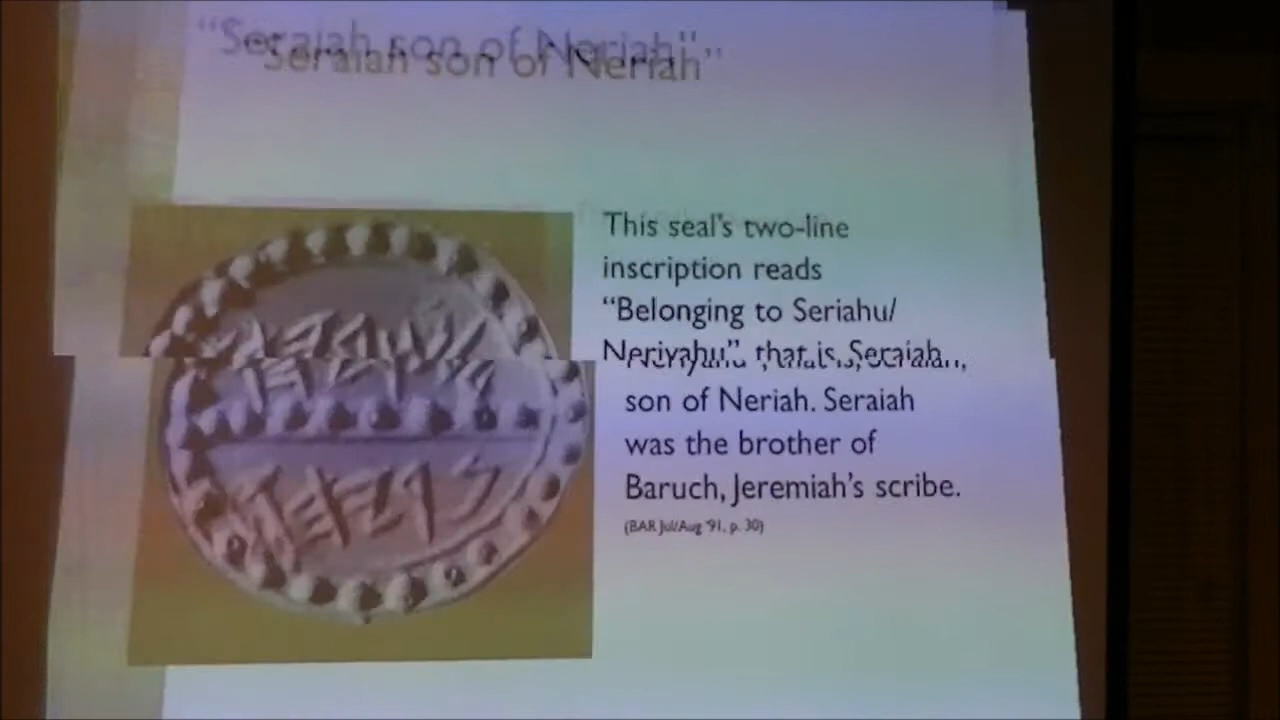 "Seraiah son of Neriah"
This seal's two-line
inscription reads
"Belonging to Seriahu/
Neriyahu", that is, Seraiah,
son of Neriah. Seraiah
was the brother of
Baruch, Jeremiah's scribe.
(BAR Jul/Aug '91, p. 30)